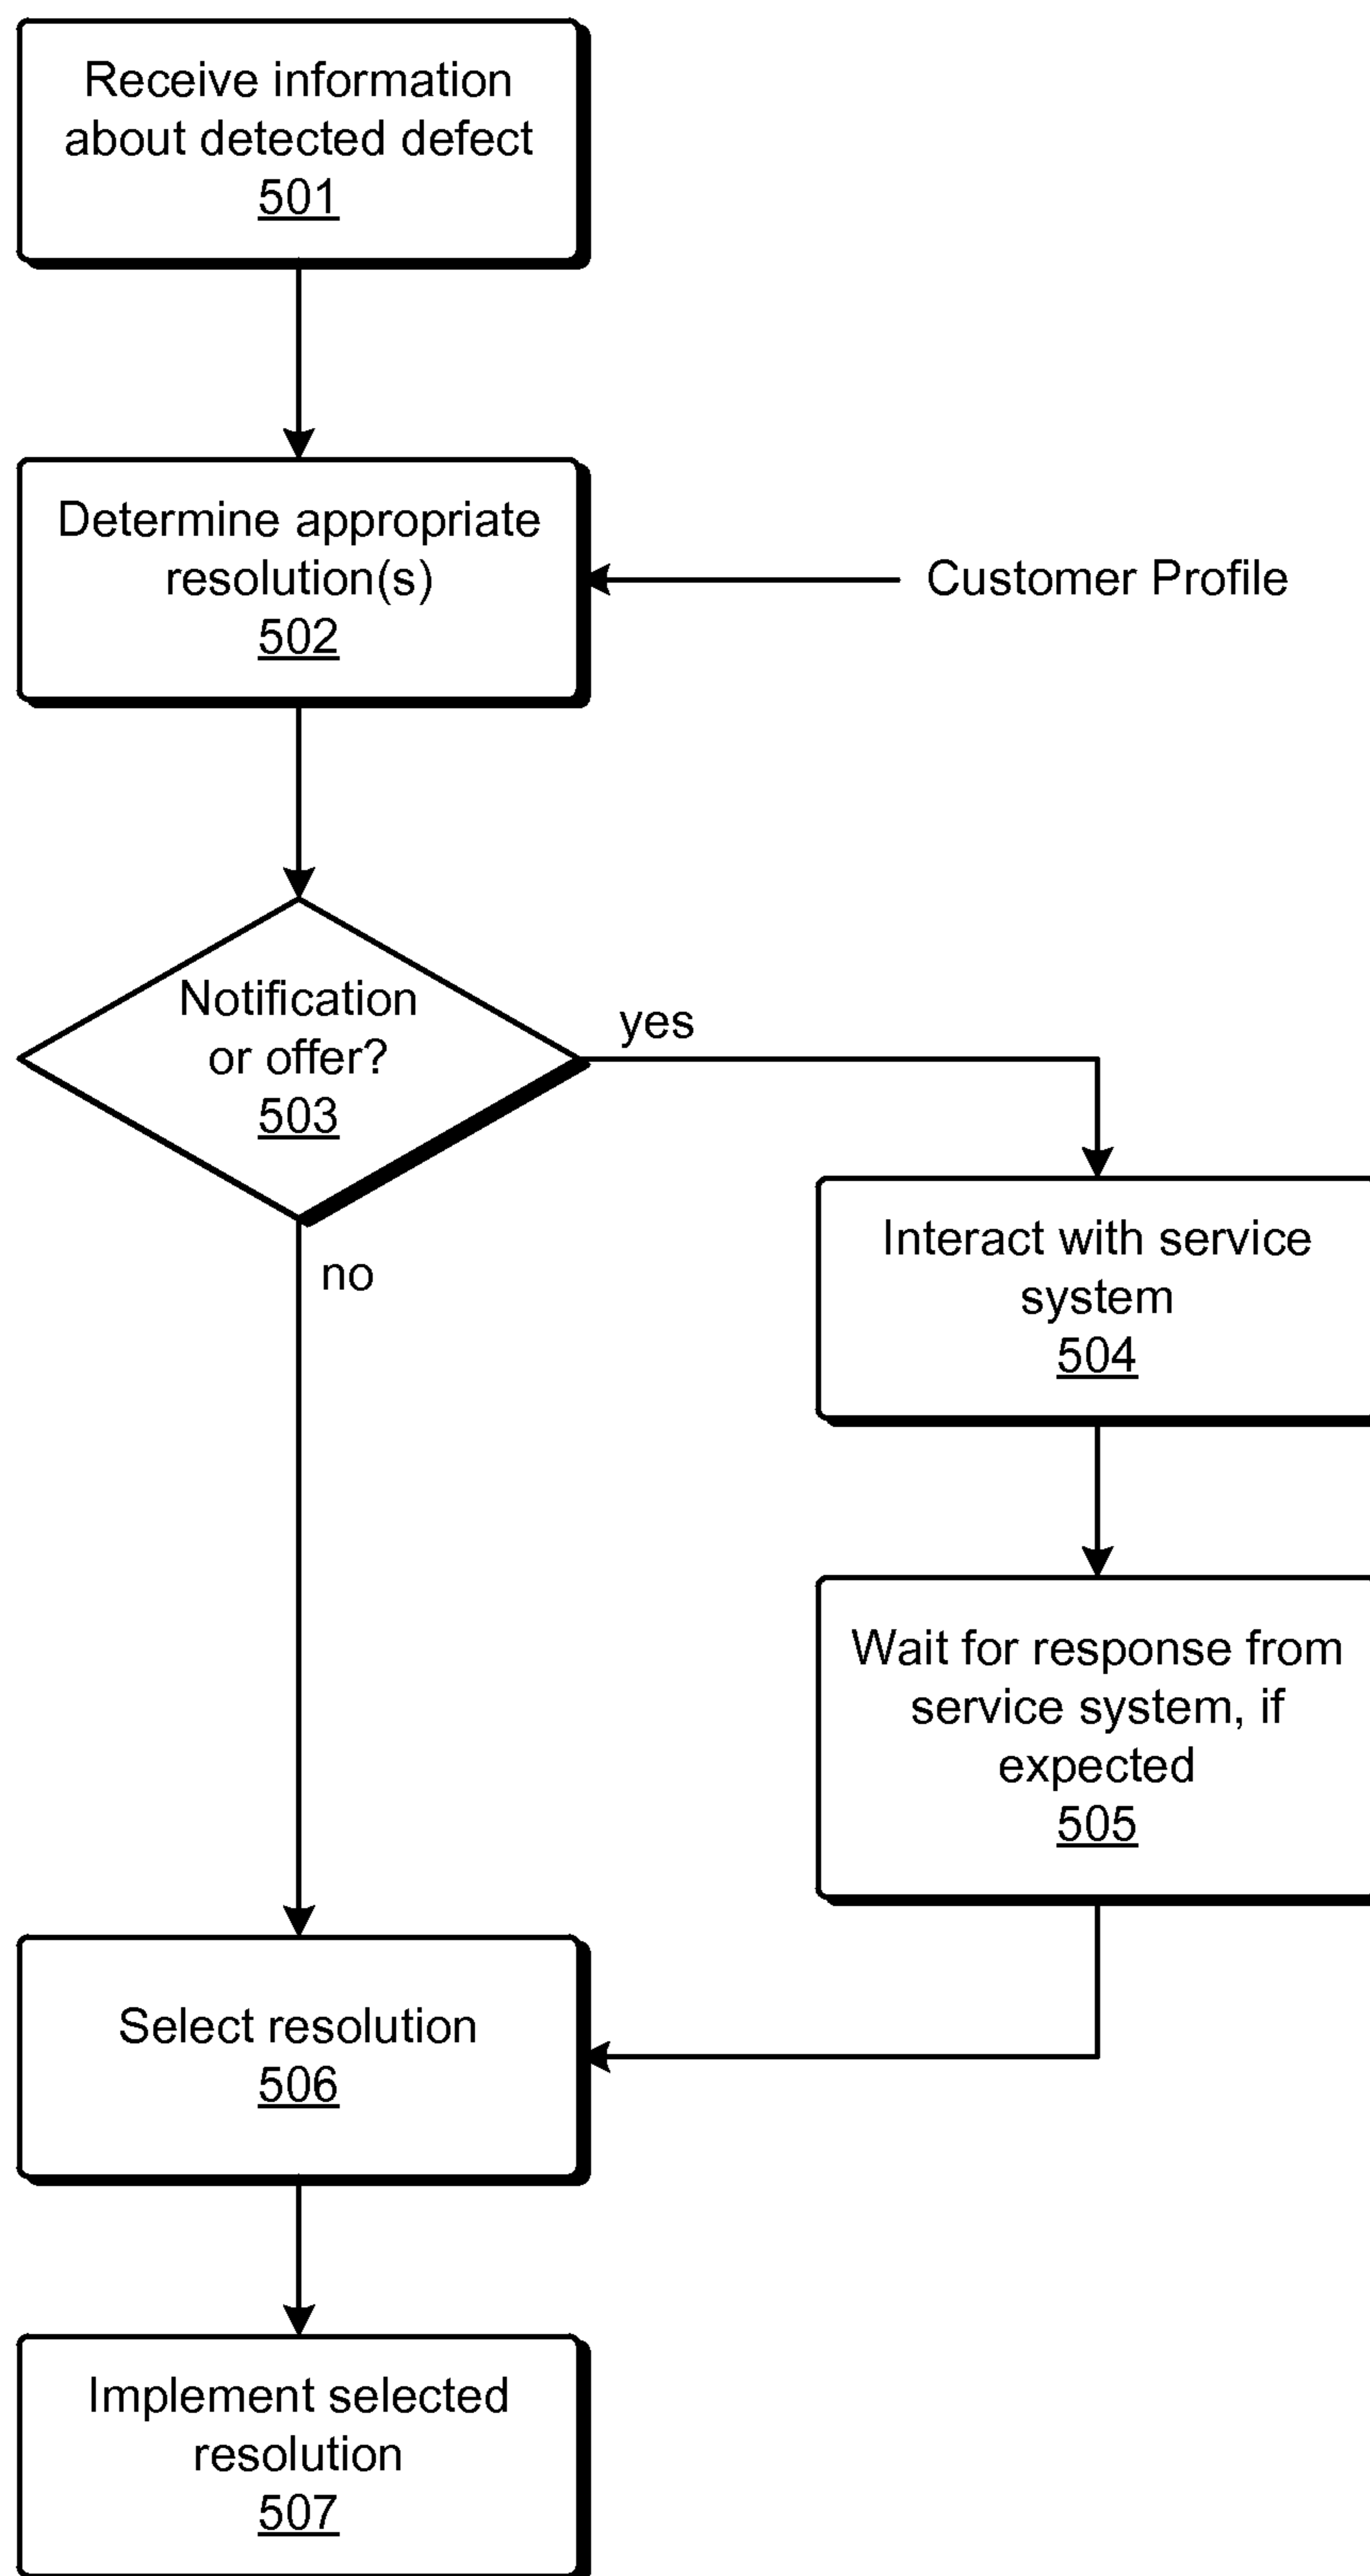 Receive information
about detected defect
501
Determine appropriate
resolution(s)
502
Customer Profile
Notification
or offer?
503
yes
no
Interact with service
system
504
Wait for response from
service system, if
expected
505
Select resolution
506
Implement selected
resolution
507